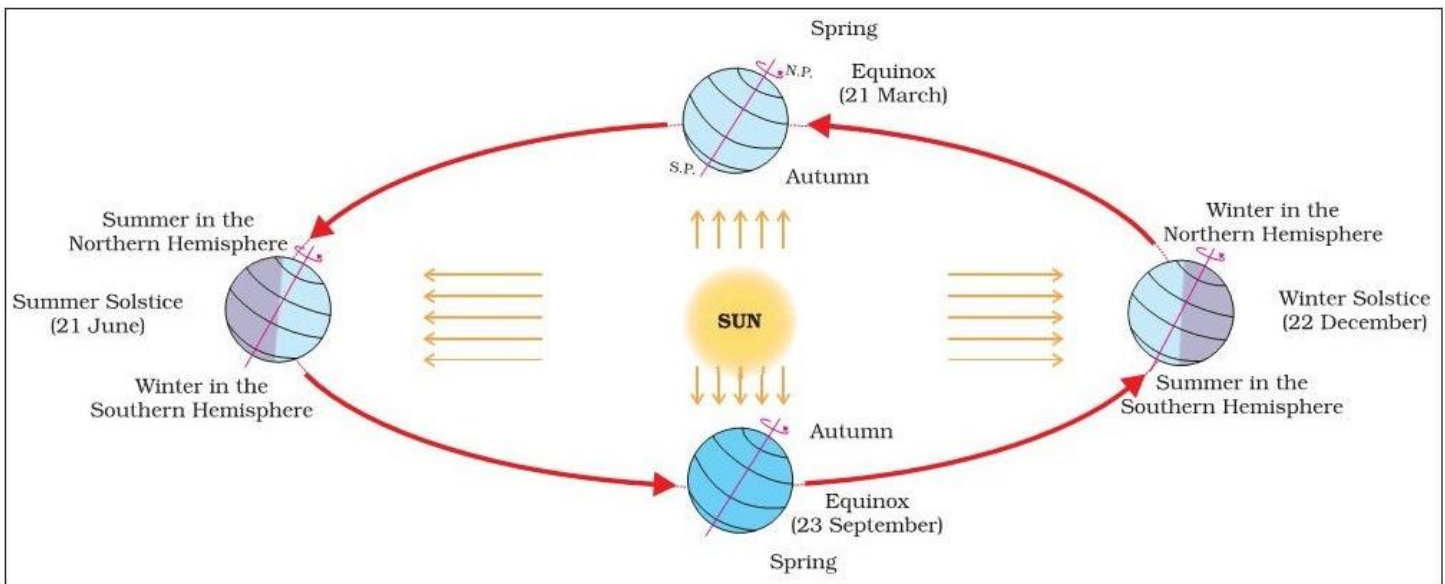 Spring
N.P.
Equinox
(21 March)
S.P.
Autumn
Summer in the
Northern Hemisphere
Summer Solstice
(21 June)
Winter in the
Southern Hemisphere
SUN
Winter in the
Northern Hemisphere
Winter Solstice
(22 December)
Summer in the
Southern Hemisphere
Autumn
Equinox
(23 September)
Spring